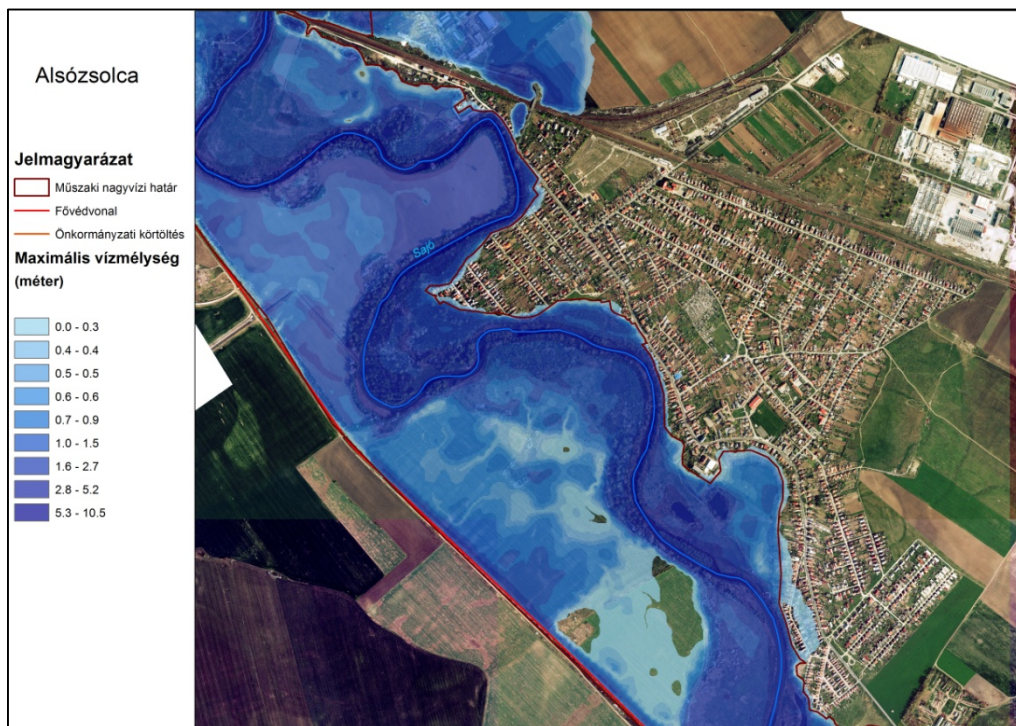 Alsózsolca
Jelmagyarázat
Műszaki nagyvízi határ
Fővédvonal
Önkormányzati körtöltés
Maximális vízmélység
(méter)
0.0 - 0.3
0.4 - 0.4
0.5 - 0.5
0.6 - 0.6
0.7 - 0.9
1.0 - 1.5
1.6 - 2.7
2.8 - 5.2
5.3 - 10.5
Sajó